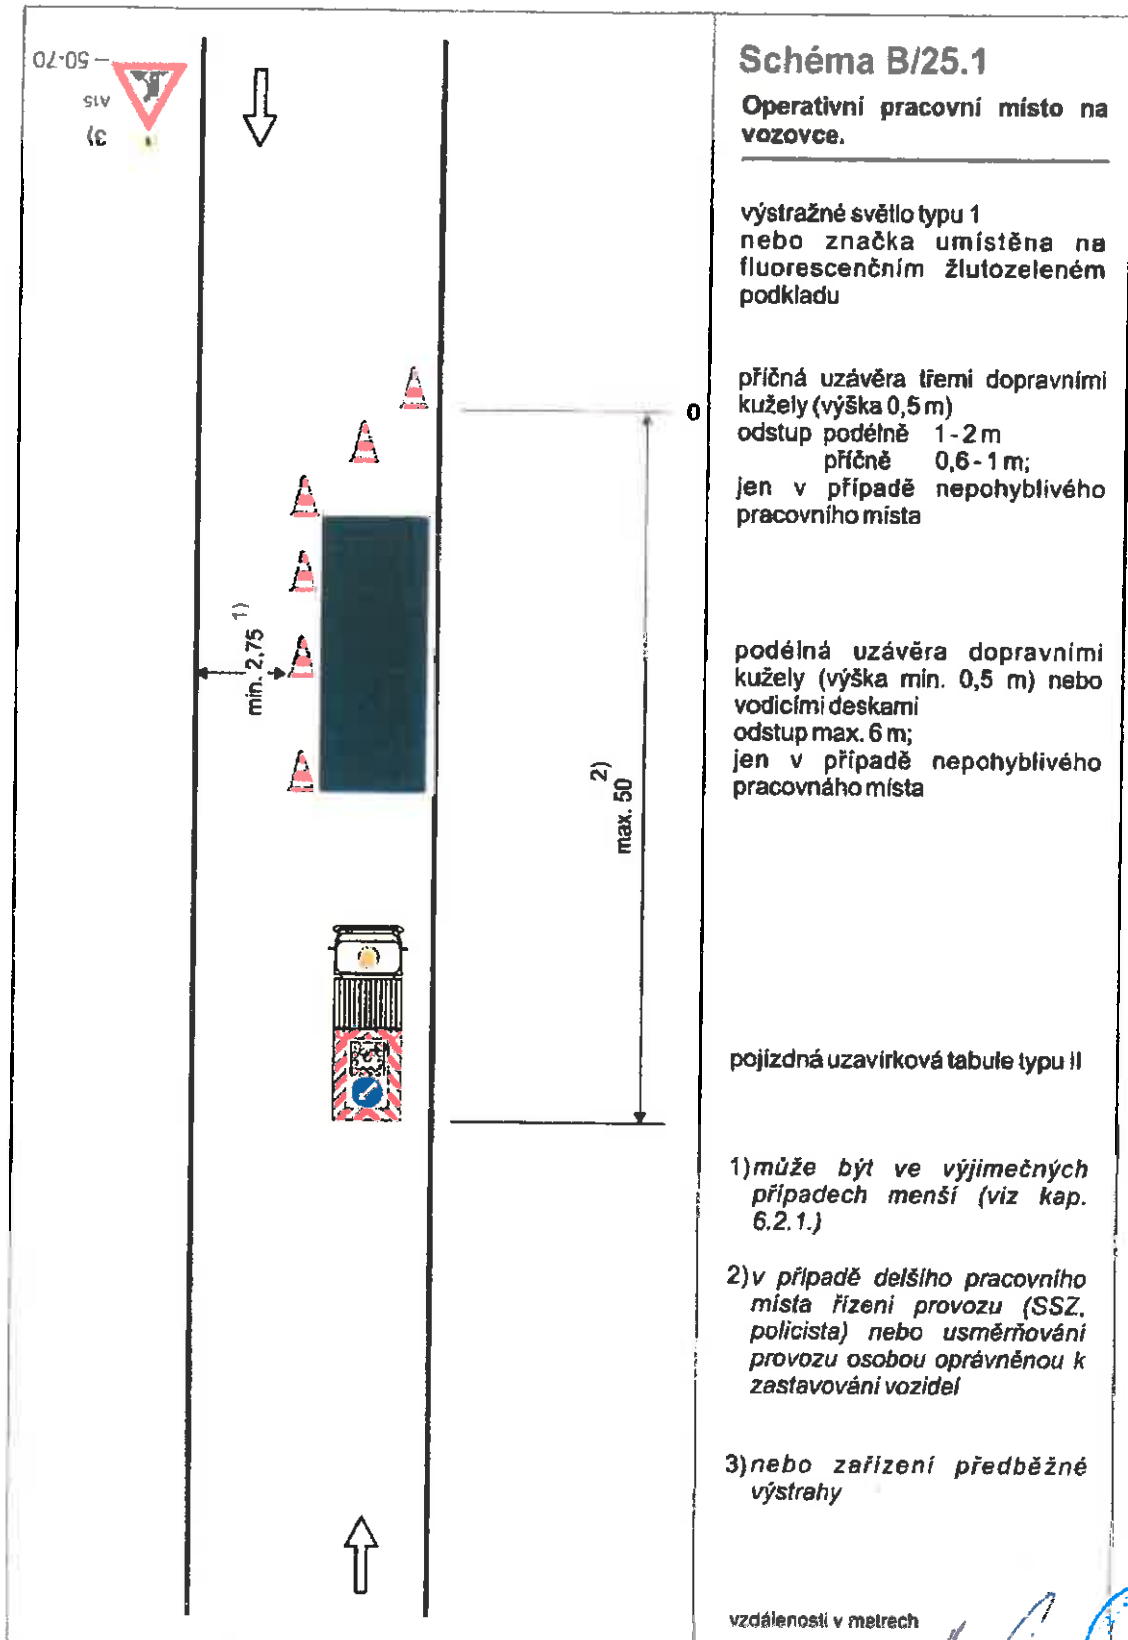 50-70
A15
3)
min. 2,75 1)
max. 50 2)
0
Schéma B/25.1
Operativní pracovní místo na
vozovce.
výstražné světlo typu 1
nebo značka umístěna na
fluorescenčním žlutozeleném
podkladu
příčná uzávěra třemi dopravními
kužely (výška 0,5 m)
odstup podélně 1-2 m
příčně 0,6-1 m;
jen v případě nepohyblivého
pracovního místa
podélná uzávěra dopravními
kužely (výška min. 0,5 m) nebo
vodicími deskami
odstup max. 6 m;
jen v případě nepohyblivého
pracovnáho místa
pojízdná uzavírková tabule typu II
1) může být ve výjimečných
případech menší (viz kap.
6.2.1.)
2) v případě delšího pracovního
místa řízení provozu (SSZ,
policista) nebo usměrňování
provozu osobou oprávněnou k
zastavování vozidel
3) nebo zařízení předběžné
výstrahy
vzdálenosti v metrech